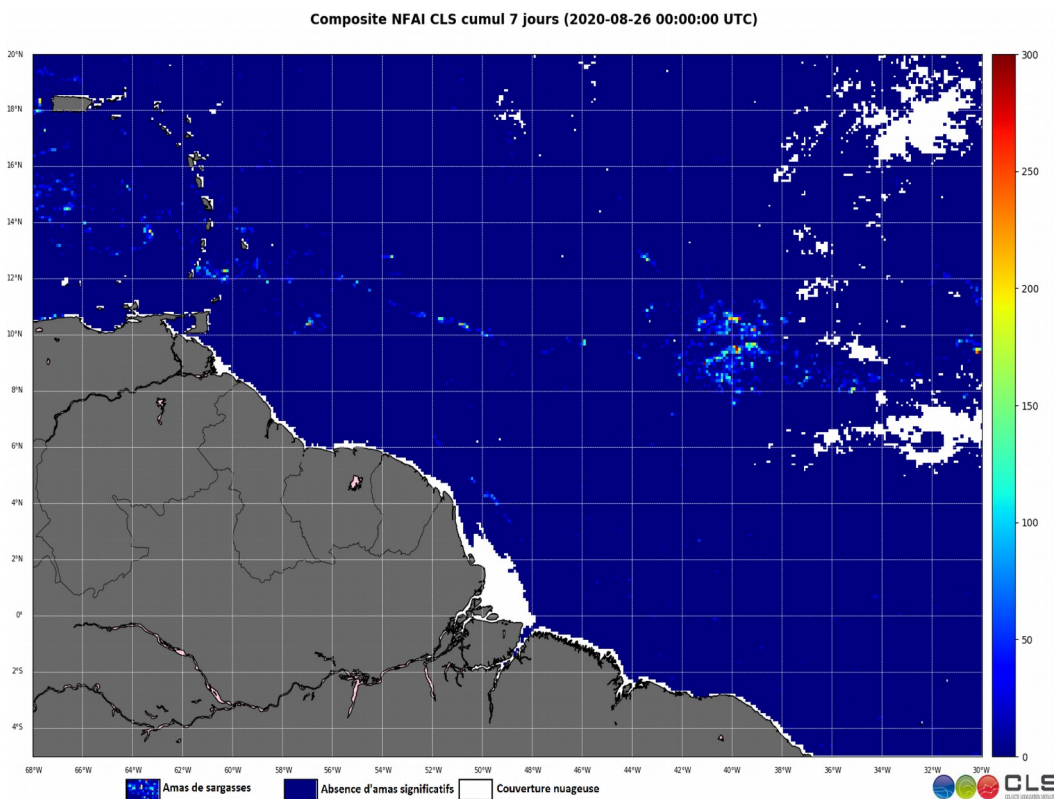 Composite NFAI CLS cumul 7 jours (2020-08-26 00:00:00 UTC)
20°N
18°N
16°N
14°N
12°N
10°N
8°N
6°N
4°N
2°N
0°
2°S
4°S
300
250
200
150
100
50
0
68°W 66°W 64°W 62°W 60°W 58°W 56°W 54°W 52°W 50°W 48°W 46°W 44°W 42°W 40°W 38°W 36°W 34°W 32°W 30°W
Amas de sargasses Absence d'amas significatifs Couverture nuageuse
CLS